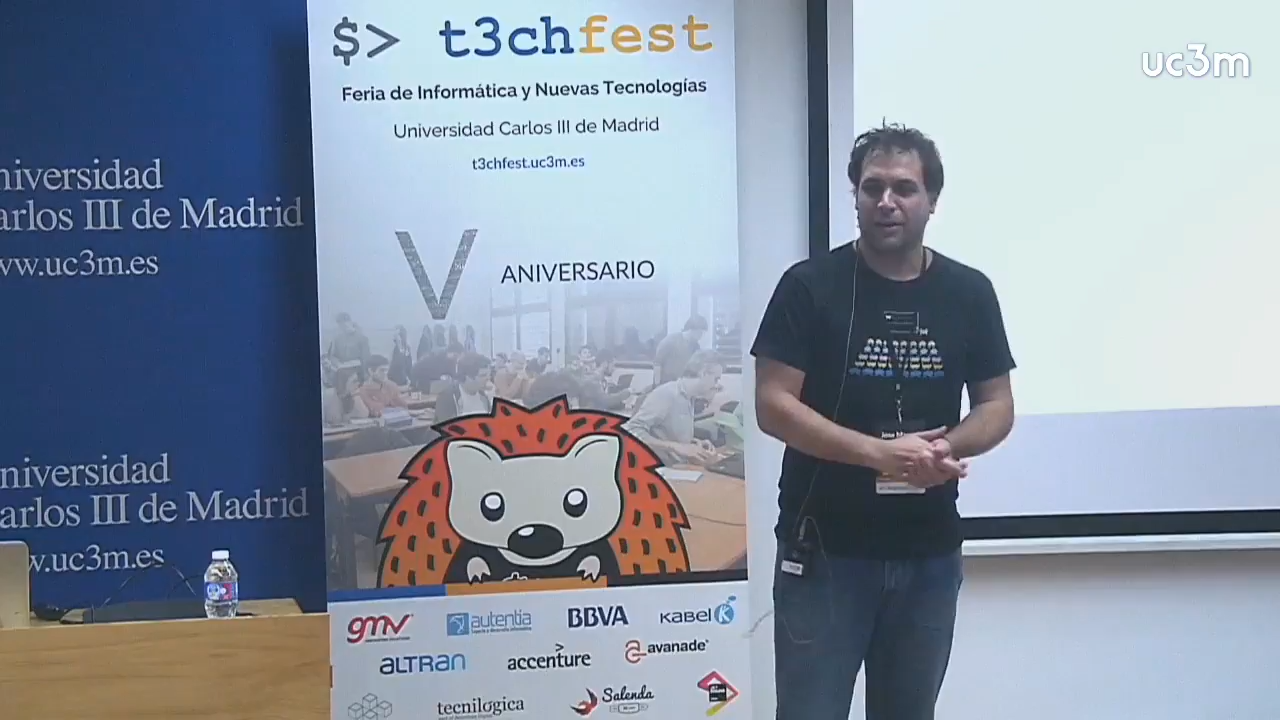 niversidad
arlos III de Madrid
ww.uc3m.es
niversidad
arlos III de Madrid
w.uc3m.es
$> t3chfest
Feria de Informática y Nuevas Tecnologías
Universidad Carlos III de Madrid
t3chfest.uc3m.es
V ANIVERSARIO
gmv autentia BBVA KABEL
ALTRAN accenture avanade
tecnilógica Salenda
uc3m